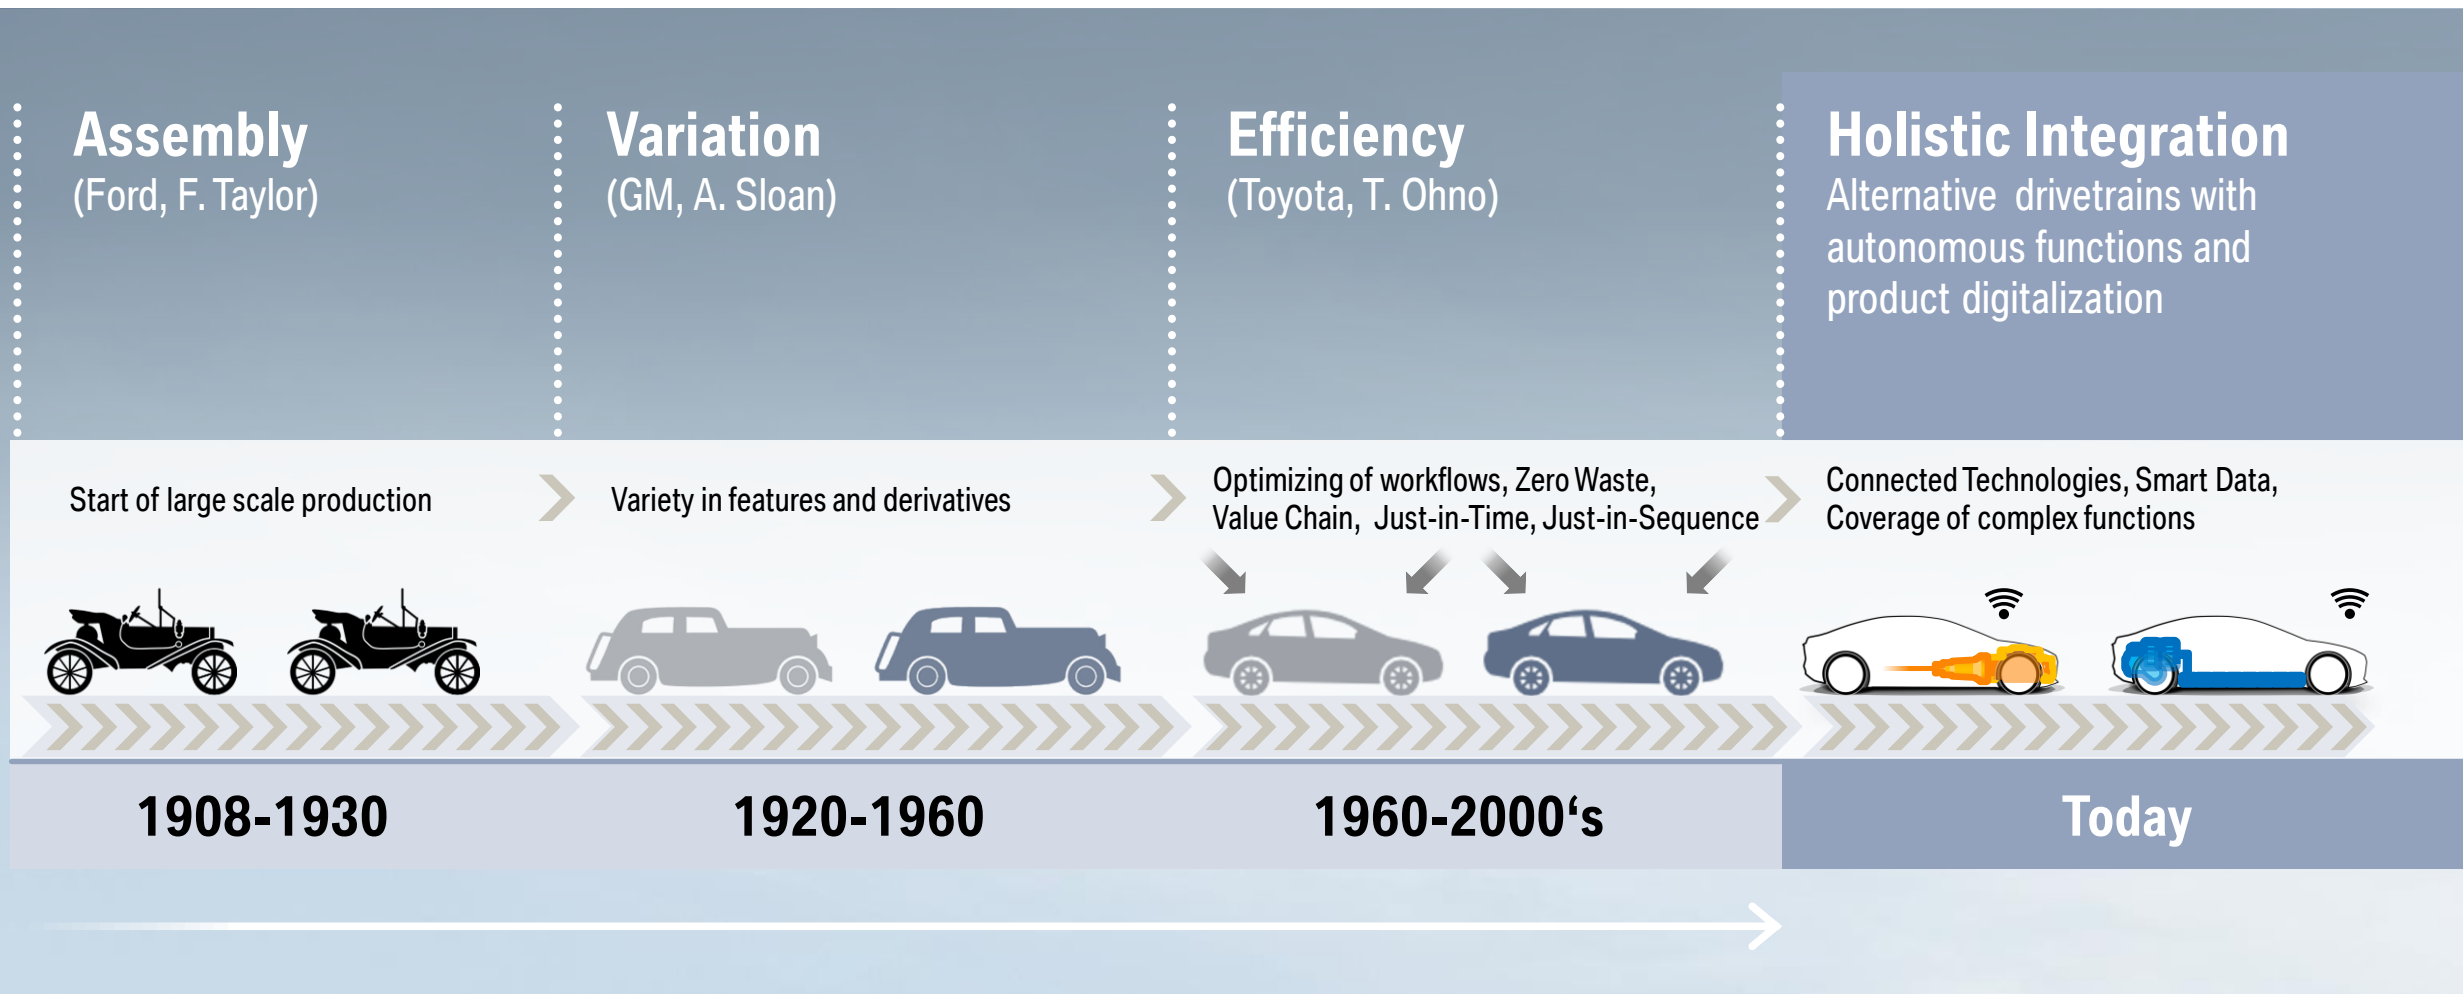 Assembly
(Ford, F. Taylor)
Variation
(GM, A. Sloan)
Efficiency
(Toyota, T. Ohno)
Holistic Integration
Alternative drivetrains with
autonomous functions and
product digitalization
Start of large scale production
Variety in features and derivatives
Optimizing of workflows, Zero Waste,
Value Chain, Just-in-Time, Just-in-Sequence
Connected Technologies, Smart Data,
Coverage of complex functions
1908-1930
1920-1960
1960-2000‘s
Today